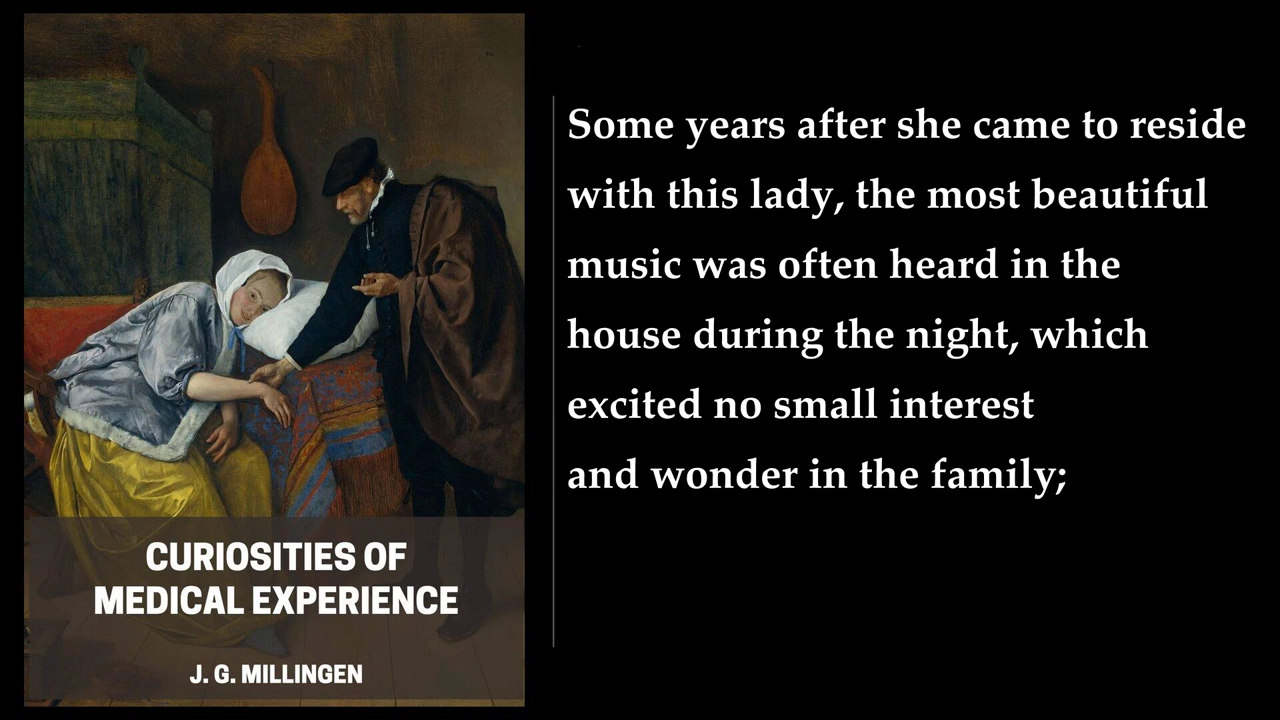 CURIOSITIES OF
MEDICAL EXPERIENCE
J. G. MILLINGEN
Some years after she came to reside
with this lady, the most beautiful
music was often heard in the
house during the night, which
excited no small interest
and wonder in the family;